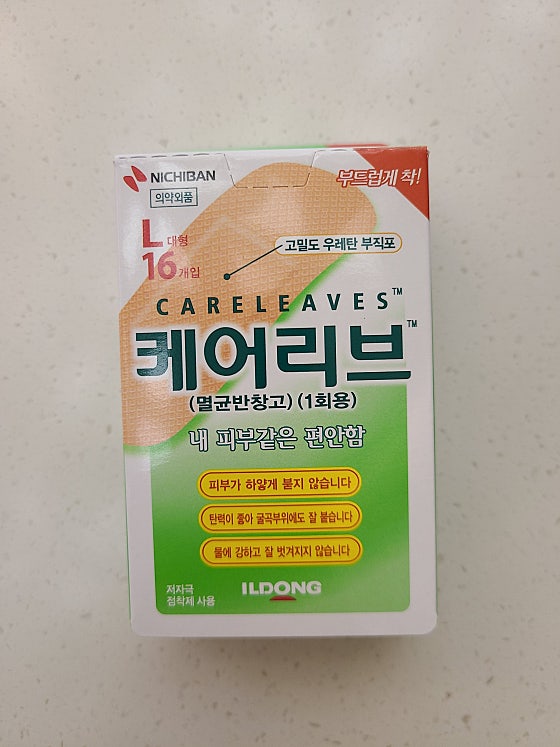 NICHIBAN
의약외품
부드럽게 착!
L 대형
16개입
고밀도 우레탄 부직포
CARELEAVES™
케어리브™
(멸균반창고) (1회용)
내 피부같은 편안함
피부가 하얗게 붇지 않습니다
탄력이 좋아 굴곡부위에도 잘 붙습니다
물에 강하고 잘 벗겨지지 않습니다
저자극
점착제 사용
ILDONG